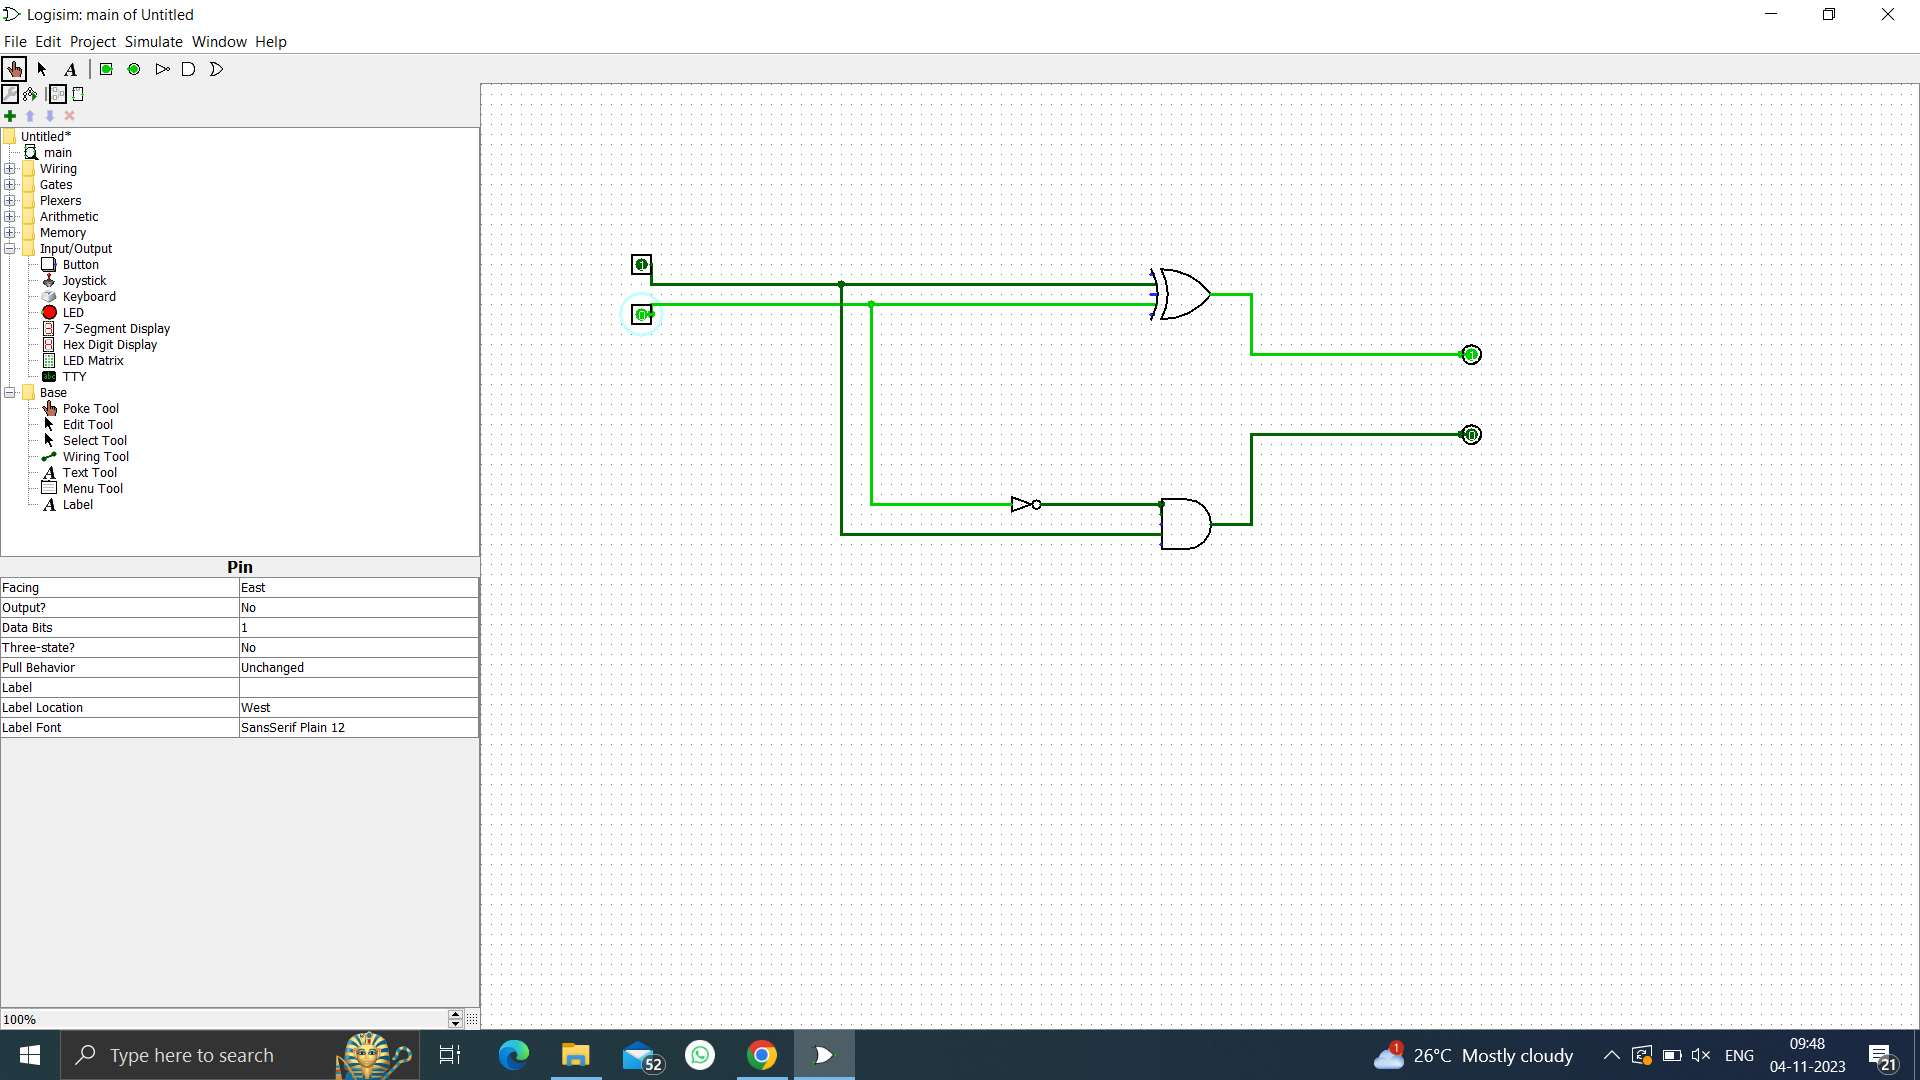 Logisim: main of Untitled
File Edit Project Simulate Window Help
A
Untitled*
main
Wiring
Gates
Plexers
Arithmetic
Memory
Input/Output
Button
Joystick
Keyboard
LED
7-Segment Display
Hex Digit Display
LED Matrix
TTY
Base
Poke Tool
Edit Tool
Select Tool
Wiring Tool
A Text Tool
Menu Tool
A Label
Pin
Facing East
Output? No
Data Bits 1
Three-state? No
Pull Behavior Unchanged
Label
Label Location West
Label Font SansSerif Plain 12
100%
1
0
1
0
Type here to search
52
1
26°C Mostly cloudy
ENG
09:48
04-11-2023
21